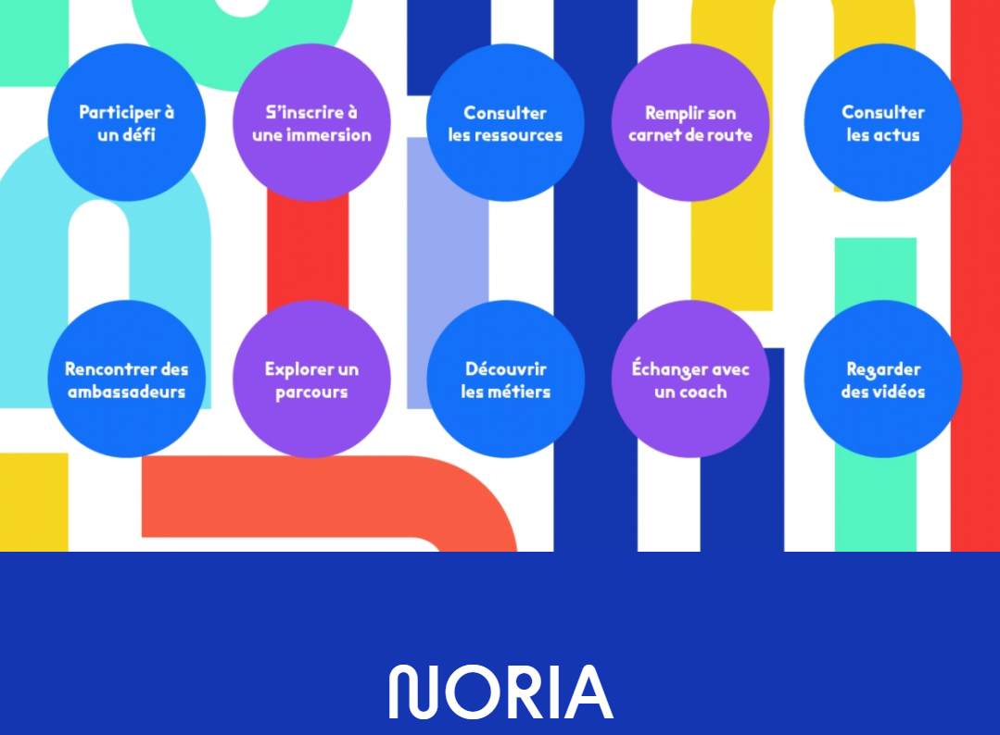 Participer à
un défi
S'inscrire à
une immersion
Consulter
les ressources
Remplir son
carnet de route
Consulter
les actus
Rencontrer des
ambassadeurs
Explorer un
parcours
Découvrir
les métiers
Échanger avec
un coach
Regarder
des vidéos
NORIA